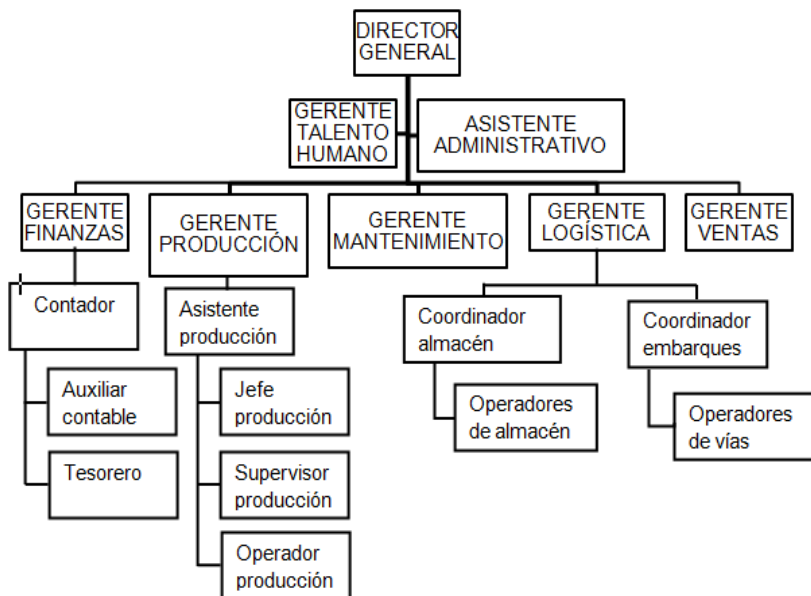 DIRECTOR
GENERAL
GERENTE
TALENTO
HUMANO
ASISTENTE
ADMINISTRATIVO
GERENTE
FINANZAS
GERENTE
PRODUCCIÓN
GERENTE
MANTENIMIENTO
GERENTE
LOGÍSTICA
GERENTE
VENTAS
Contador
Asistente
producción
Coordinador
almacén
Coordinador
embarques
Auxiliar
contable
Jefe
producción
Operadores
de almacén
Operadores
de vías
Tesorero
Supervisor
producción
Operador
producción